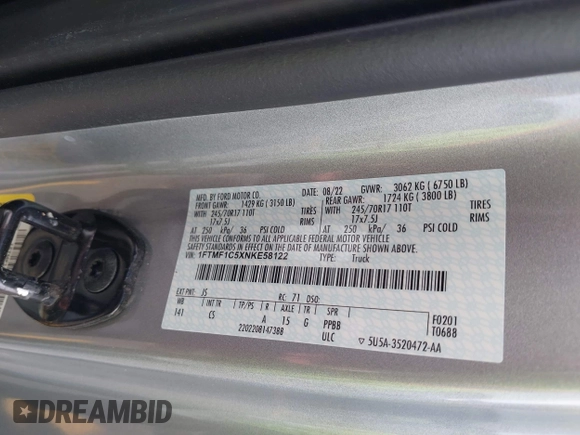 MFD. BY FORD MOTOR CO.
DATE: 08/22 GVWR: 3062 KG ( 6750 LB)
FRONT GAWR: 1429 KG ( 3150 LB) REAR GAWR: 1724 KG ( 3800 LB)
245/70R17 110T TIRES 245/70R17 110T TIRES
17x7.5J RIMS 17x7.5J RIMS
AT 250 kPa/ 36 PSI COLD AT 250 kPa/ 36 PSI COLD
THIS VEHICLE CONFORMS TO ALL APPLICABLE FEDERAL MOTOR VEHICLE
SAFETY STANDARDS IN EFFECT ON THE DATE OF MANUFACTURE SHOWN ABOVE.
VIN: 1FTMF1C5XNKE58122 TYPE: Truck
EXT PNT: JS RC: 71 DSO:
WB INT TR TP/PS R AXLE TR SPR
141 CS A 15 G PPBB F0201
ULC T0688
2202208147388
▽ 5U5A-3520472-AA
DREAMBID